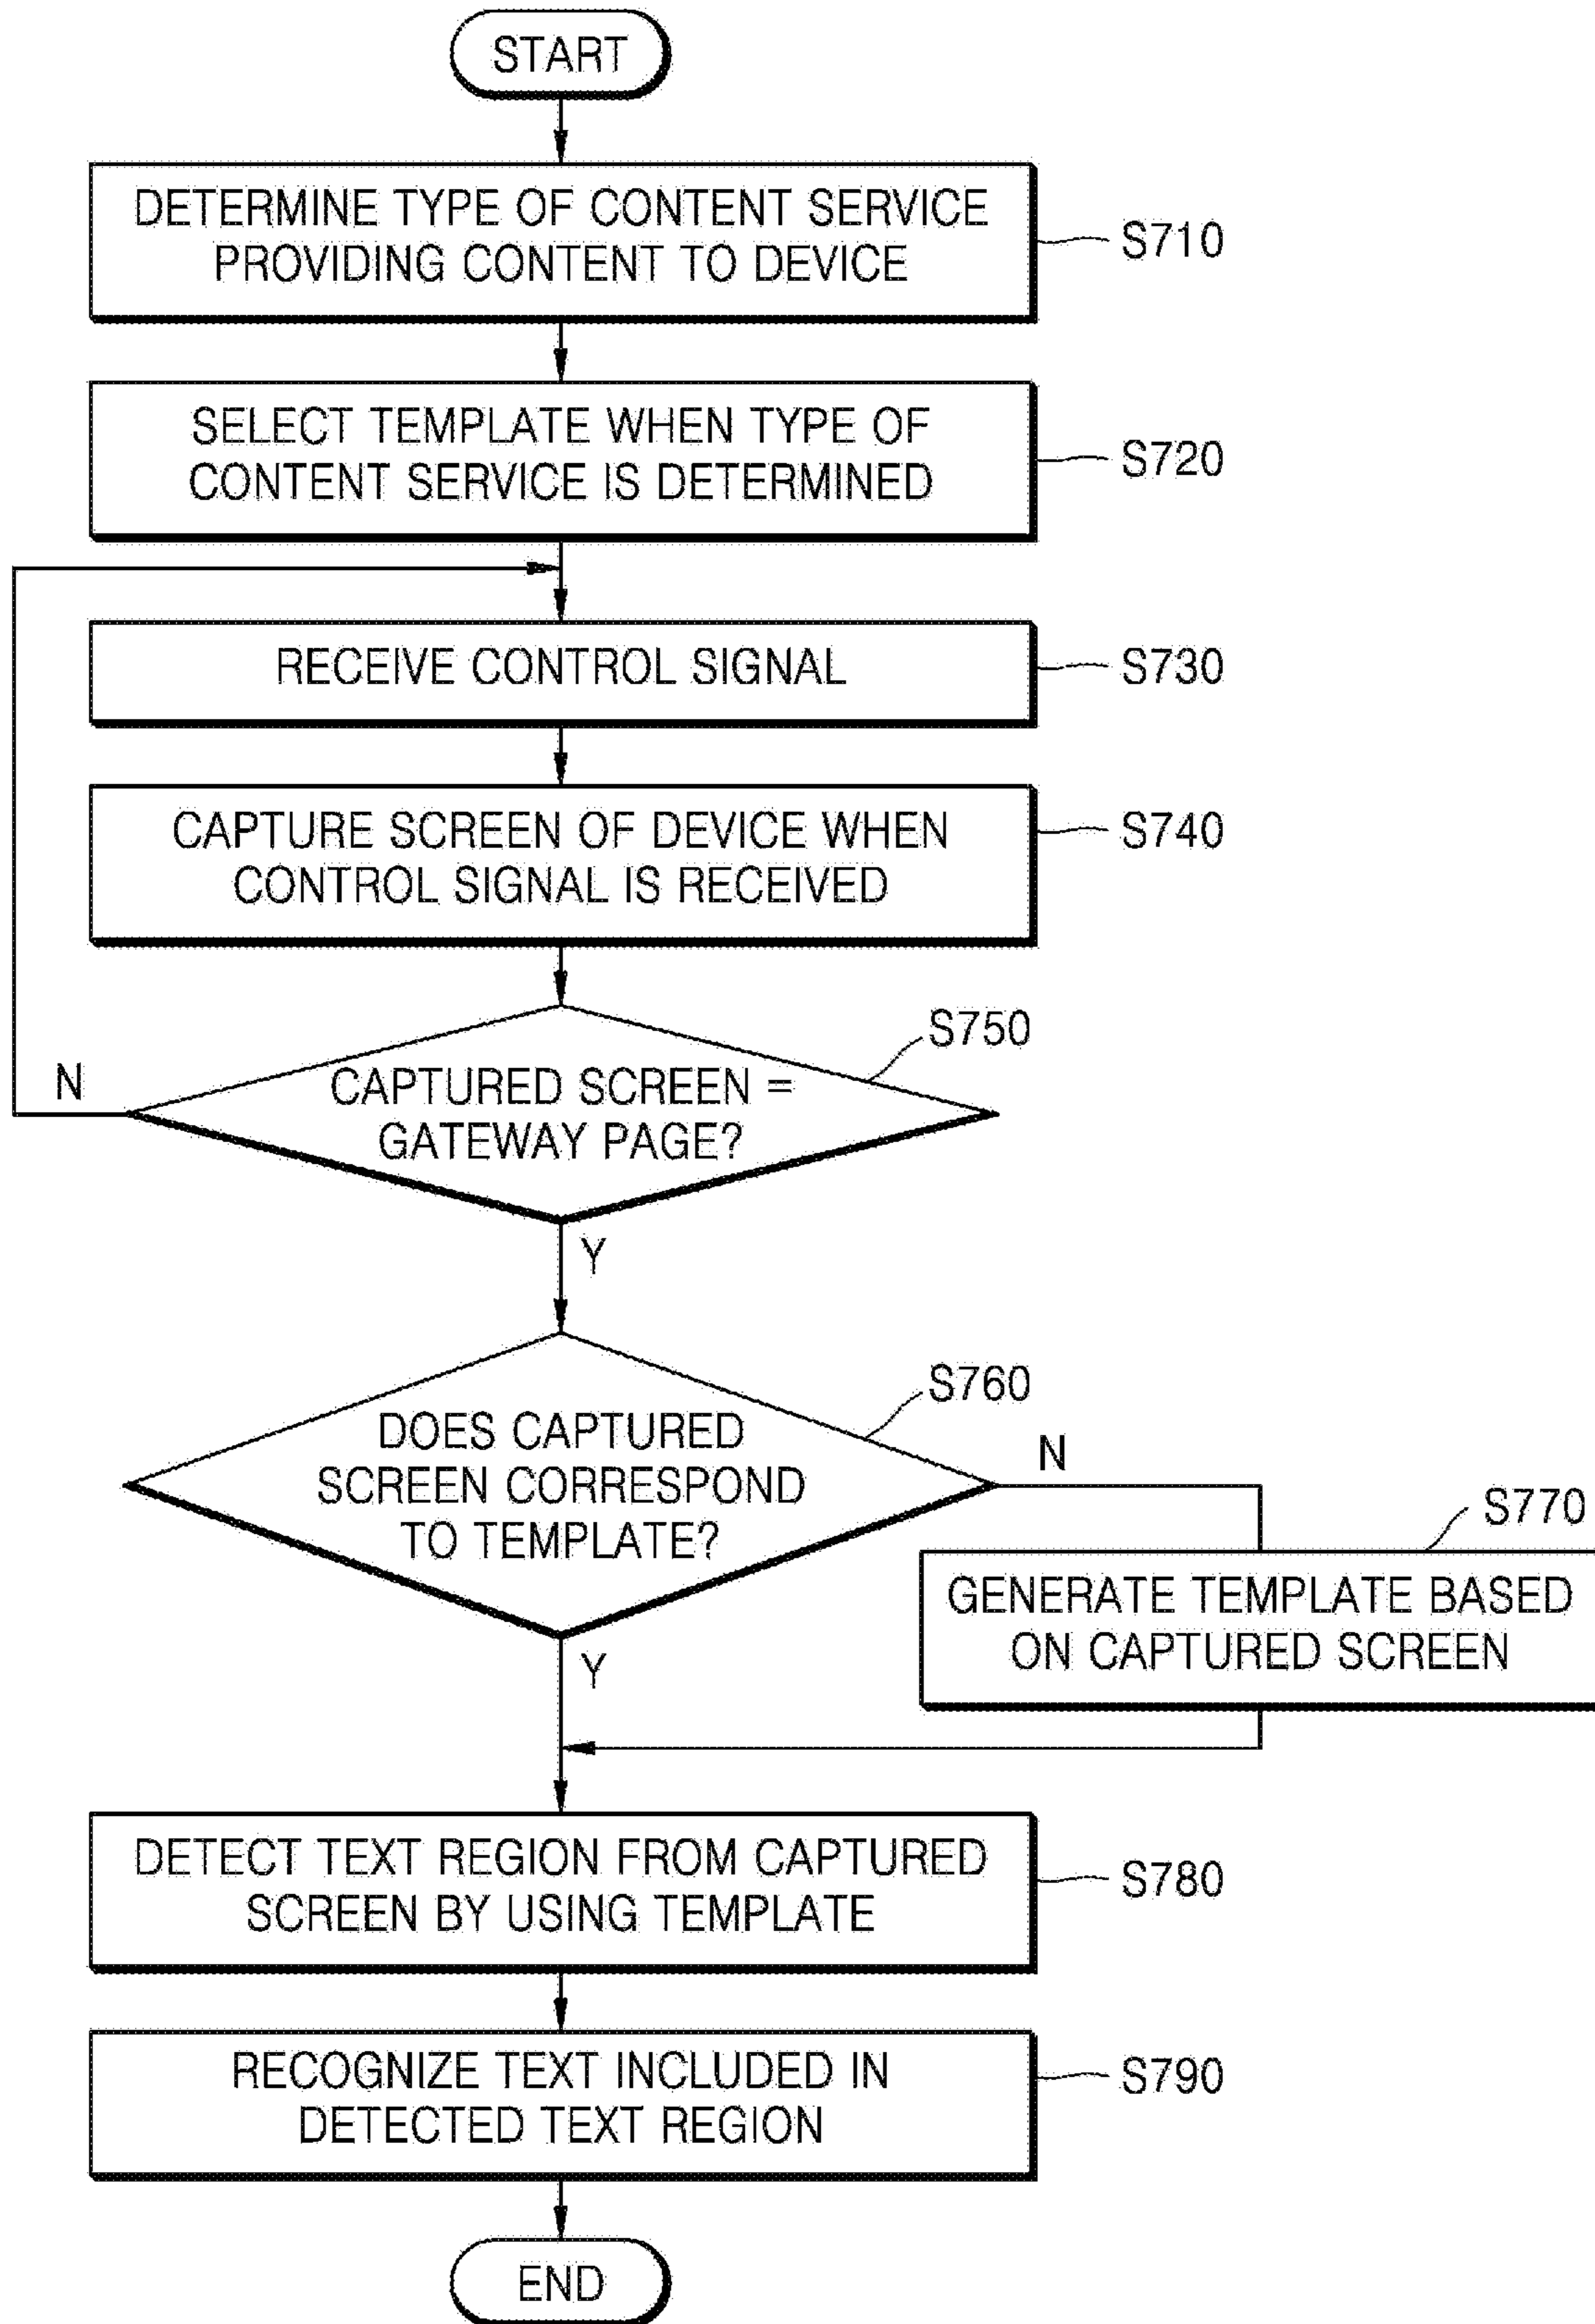 START
DETERMINE TYPE OF CONTENT SERVICE
PROVIDING CONTENT TO DEVICE
S710
SELECT TEMPLATE WHEN TYPE OF
CONTENT SERVICE IS DETERMINED
S720
RECEIVE CONTROL SIGNAL
S730
CAPTURE SCREEN OF DEVICE WHEN
CONTROL SIGNAL IS RECEIVED
S740
S750
N
CAPTURED SCREEN =
GATEWAY PAGE?
Y
S760
DOES CAPTURED
SCREEN CORRESPOND
TO TEMPLATE?
N
S770
GENERATE TEMPLATE BASED
ON CAPTURED SCREEN
Y
DETECT TEXT REGION FROM CAPTURED
SCREEN BY USING TEMPLATE
S780
RECOGNIZE TEXT INCLUDED IN
DETECTED TEXT REGION
S790
END